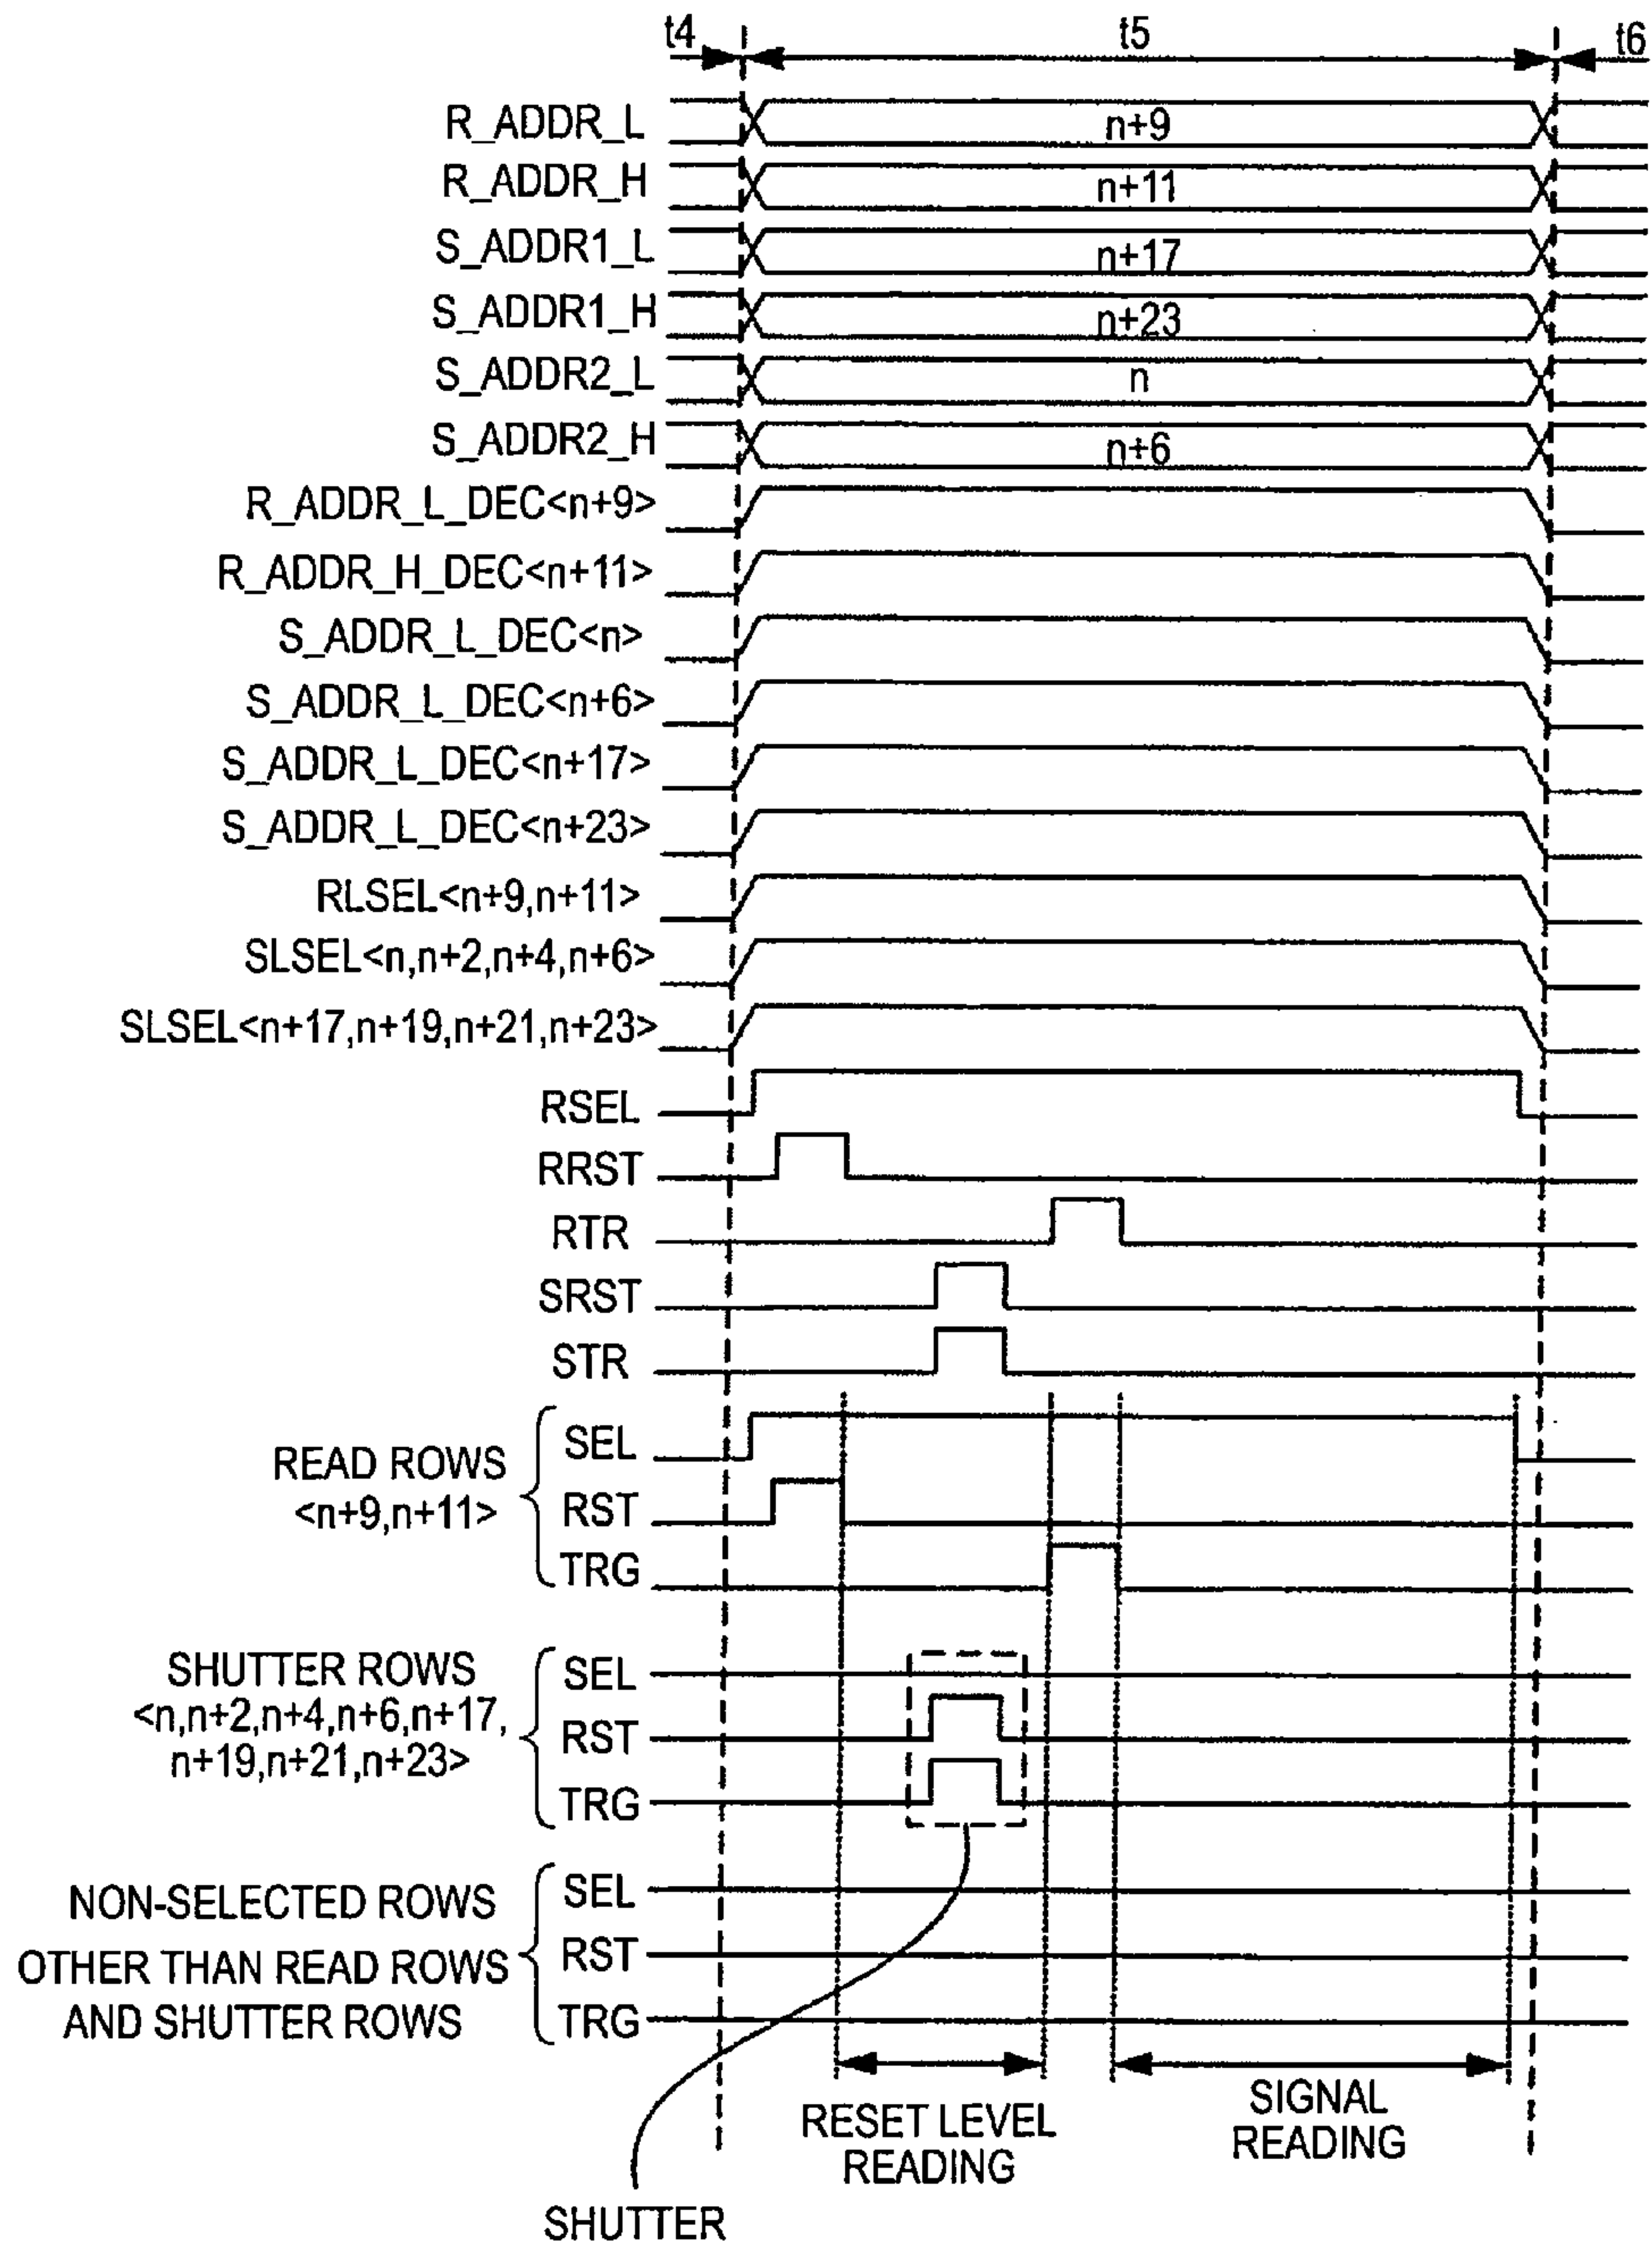 t4 t5 t6
R_ADDR_L n+9
R_ADDR_H n+11
S_ADDR1_L n+17
S_ADDR1_H n+23
S_ADDR2_L n
S_ADDR2_H n+6
R_ADDR_L_DEC<n+9>
R_ADDR_H_DEC<n+11>
S_ADDR_L_DEC<n>
S_ADDR_L_DEC<n+6>
S_ADDR_L_DEC<n+17>
S_ADDR_L_DEC<n+23>
RLSEL<n+9,n+11>
SLSEL<n,n+2,n+4,n+6>
SLSEL<n+17,n+19,n+21,n+23>
RSEL
RRST
RTR
SRST
STR
READ ROWS
<n+9,n+11>
SEL
RST
TRG
SHUTTER ROWS
<n,n+2,n+4,n+6,n+17,
n+19,n+21,n+23>
SEL
RST
TRG
NON-SELECTED ROWS
OTHER THAN READ ROWS
AND SHUTTER ROWS
SEL
RST
TRG
RESET LEVEL
READING
SIGNAL
READING
SHUTTER